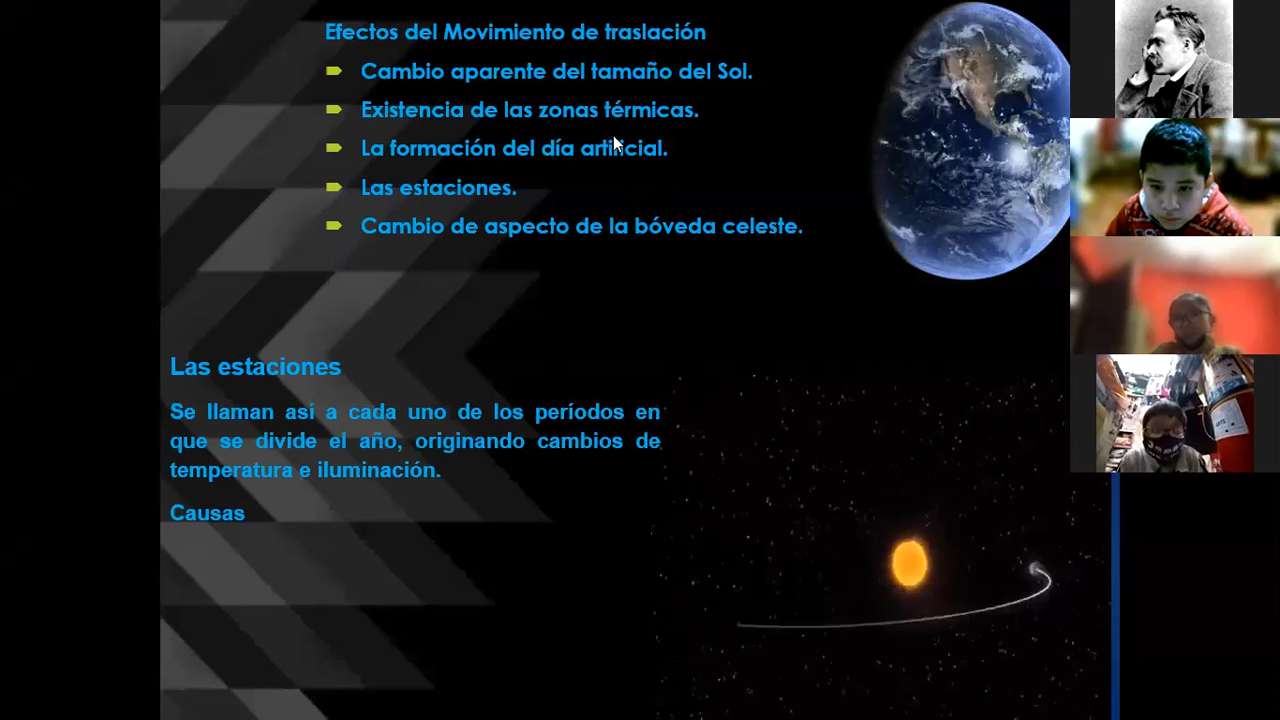 Efectos del Movimiento de traslación
Cambio aparente del tamaño del Sol.
Existencia de las zonas térmicas.
La formación del día artificial.
Las estaciones.
Cambio de aspecto de la bóveda celeste.
Las estaciones
Se llaman así a cada uno de los períodos en
que se divide el año, originando cambios de
temperatura e iluminación.
Causas
ARTE